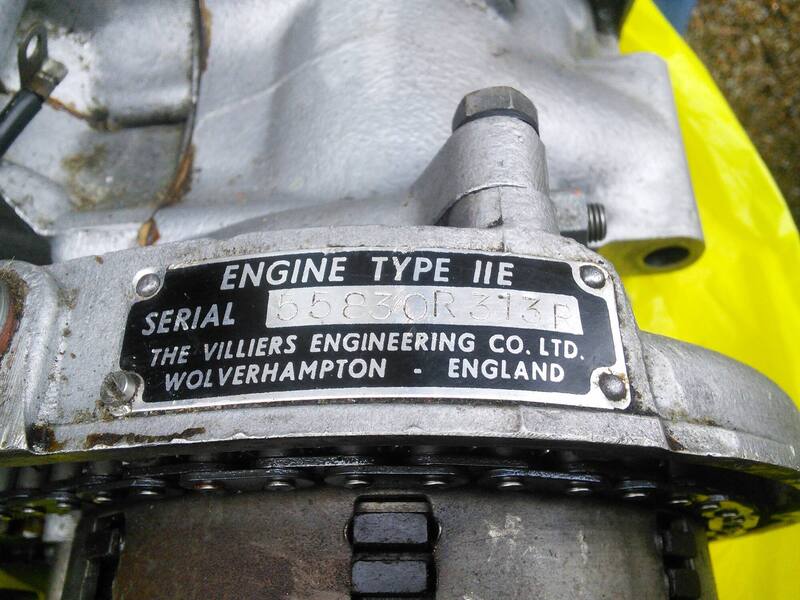 ENGINE TYPE IIE
SERIAL 55830R313P
THE VILLIERS ENGINEERING CO. LTD.
WOLVERHAMPTON - ENGLAND